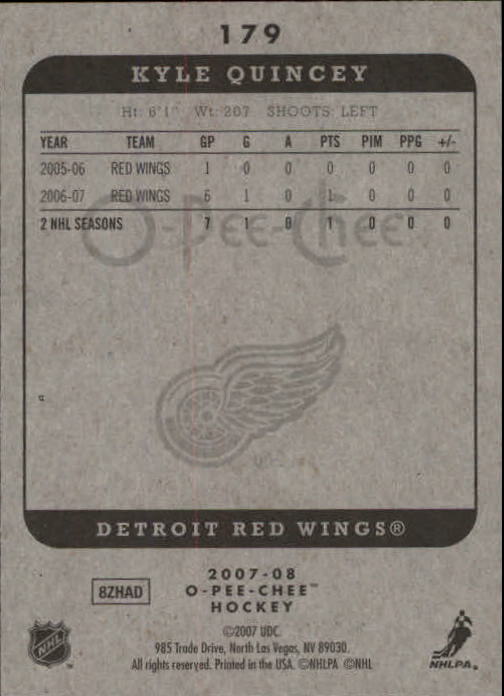 179
KYLE QUINCEY
Ht: 6'1" Wt: 207 SHOOTS: LEFT
YEAR TEAM GP G A PTS PIM PPG +/-
2005-06 RED WINGS 1 0 0 0 0 0 0
2006-07 RED WINGS 6 1 0 1 0 0 0
2 NHL SEASONS 7 1 0 1 0 0 0
O-Pee-Chee
DETROIT RED WINGS®
2007-08
8ZHAD O-PEE-CHEE™
HOCKEY
©2007 UDC.
985 Trade Drive, North Las Vegas, NV 89030.
All rights reserved. Printed in the USA. ©NHLPA ©NHL
NHL
NHLPA